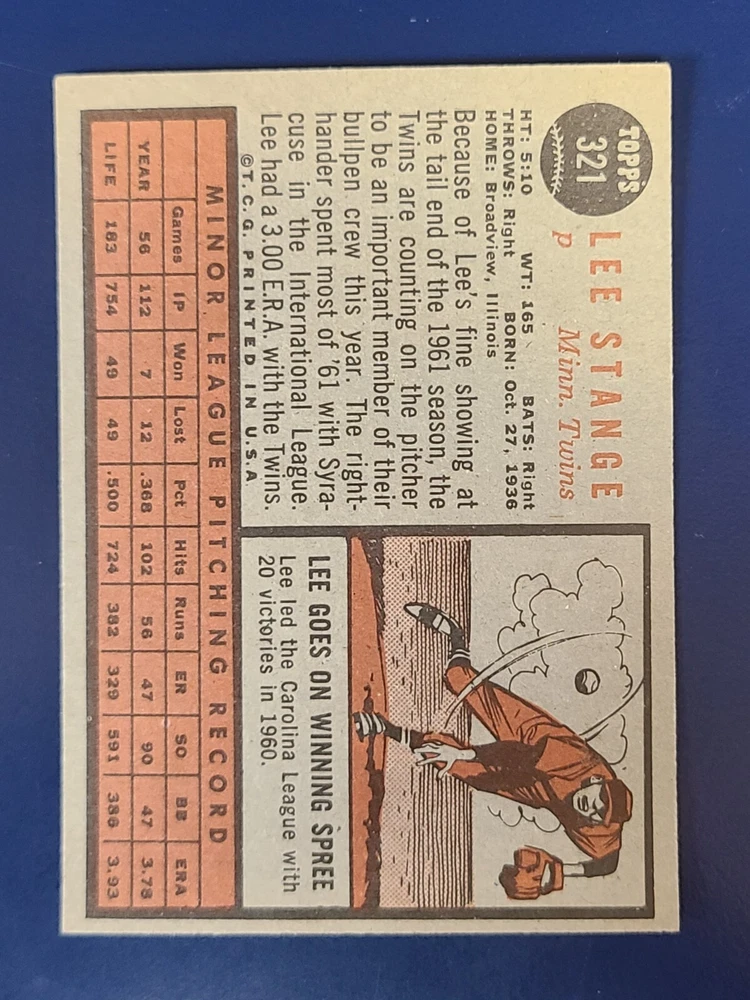 TOPPS
321
LEE STANGE
p Minn. Twins
HT: 5:10 WT: 165 BATS: Right
THROWS: Right BORN: Oct. 27, 1936
HOME: Broadview, Illinois
Because of Lee's fine showing at
the tail end of the 1961 season, the
Twins are counting on the pitcher
to be an important member of their
bullpen crew this year. The right-
hander spent most of '61 with Syra-
cuse in the International League.
Lee had a 3.00 E.R.A. with the Twins.
©T.C.G. PRINTED IN U.S.A
LEE GOES ON WINNING SPREE
Lee led the Carolina League with
20 victories in 1960.
MINOR LEAGUE PITCHING RECORD
Games IP Won Lost Pct Hits Runs ER SO BB ERA
YEAR 56 112 7 12 .368 102 56 47 90 47 3.78
LIFE 183 754 49 49 .500 724 382 329 591 386 3.93